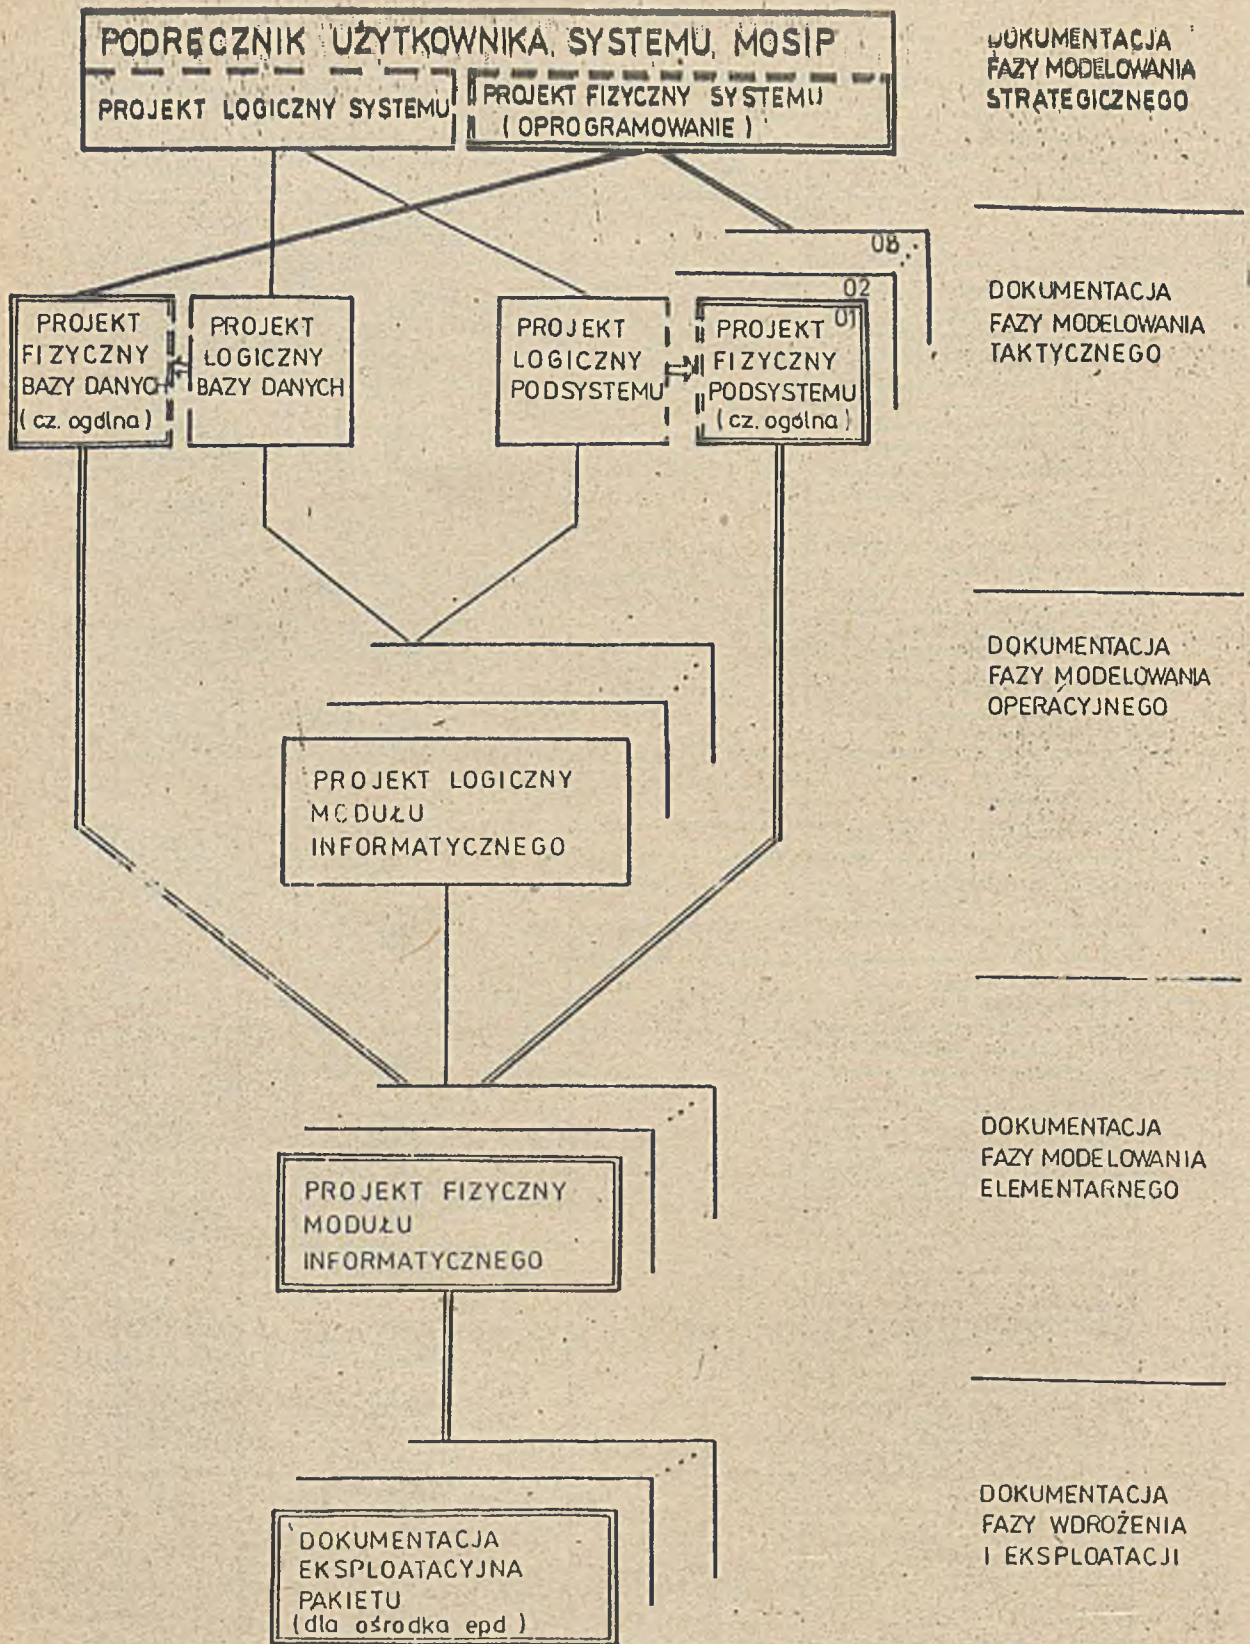 PODRĘCZNIK UŻYTKOWNIKA SYSTEMU MOSIP
PROJEKT LOGICZNY SYSTEMU
PROJEKT FIZYCZNY SYSTEMU
( OPROGRAMOWANIE )
DOKUMENTACJA
FAZY MODELOWANIA
STRATEGICZNEGO
08
02
01
PROJEKT
FIZYCZNY
BAZY DANYCH
( cz. ogólna )
PROJEKT
LOGICZNY
BAZY DANYCH
PROJEKT
LOGICZNY
PODSYSTEMU
PROJEKT
FIZYCZNY
PODSYSTEMU
( cz. ogólna )
DOKUMENTACJA
FAZY MODELOWANIA
TAKTYCZNEGO
DOKUMENTACJA
FAZY MODELOWANIA
OPERACYJNEGO
PROJEKT LOGICZNY
MODUŁU
INFORMATYCZNEGO
DOKUMENTACJA
FAZY MODELOWANIA
ELEMENTARNEGO
PROJEKT FIZYCZNY
MODUŁU
INFORMATYCZNEGO
DOKUMENTACJA
FAZY WDROŻENIA
I EKSPLOATACJI
DOKUMENTACJA
EKSPLOATACYJNA
PAKIETU
( dla ośrodka epd )